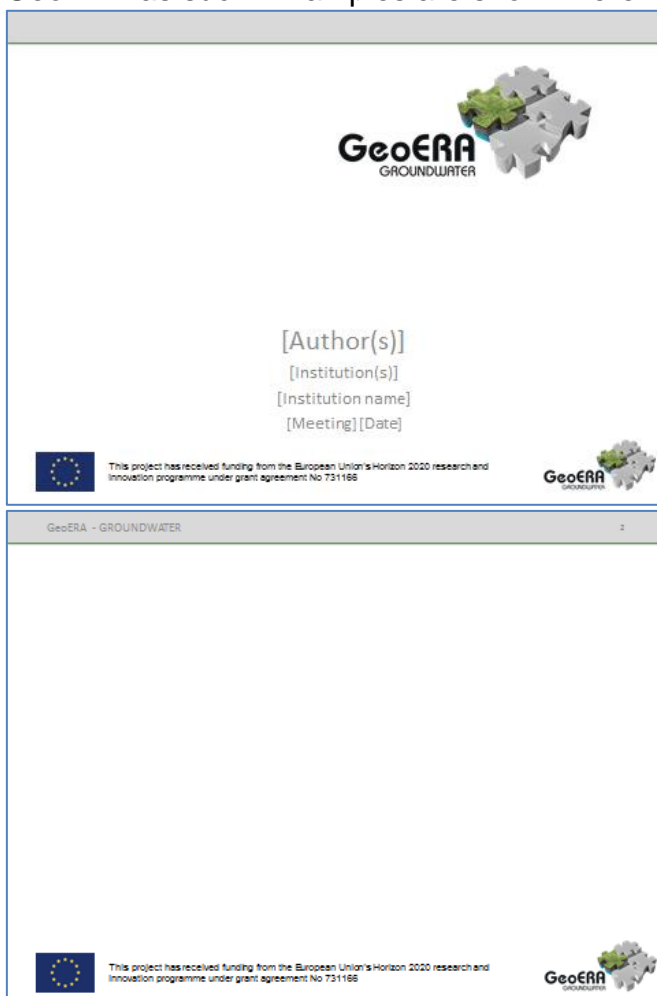 GeoERA
GROUNDWATER
[Author(s)]
[Institution(s)]
[Institution name]
[Meeting] [Date]
This project has received funding from the European Union's Horizon 2020 research and
innovation programme under grant agreement No 731166
GeoERA
GROUNDWATER
GeoERA - GROUNDWATER 2
This project has received funding from the European Union's Horizon 2020 research and
innovation programme under grant agreement No 731166
GeoERA
GROUNDWATER